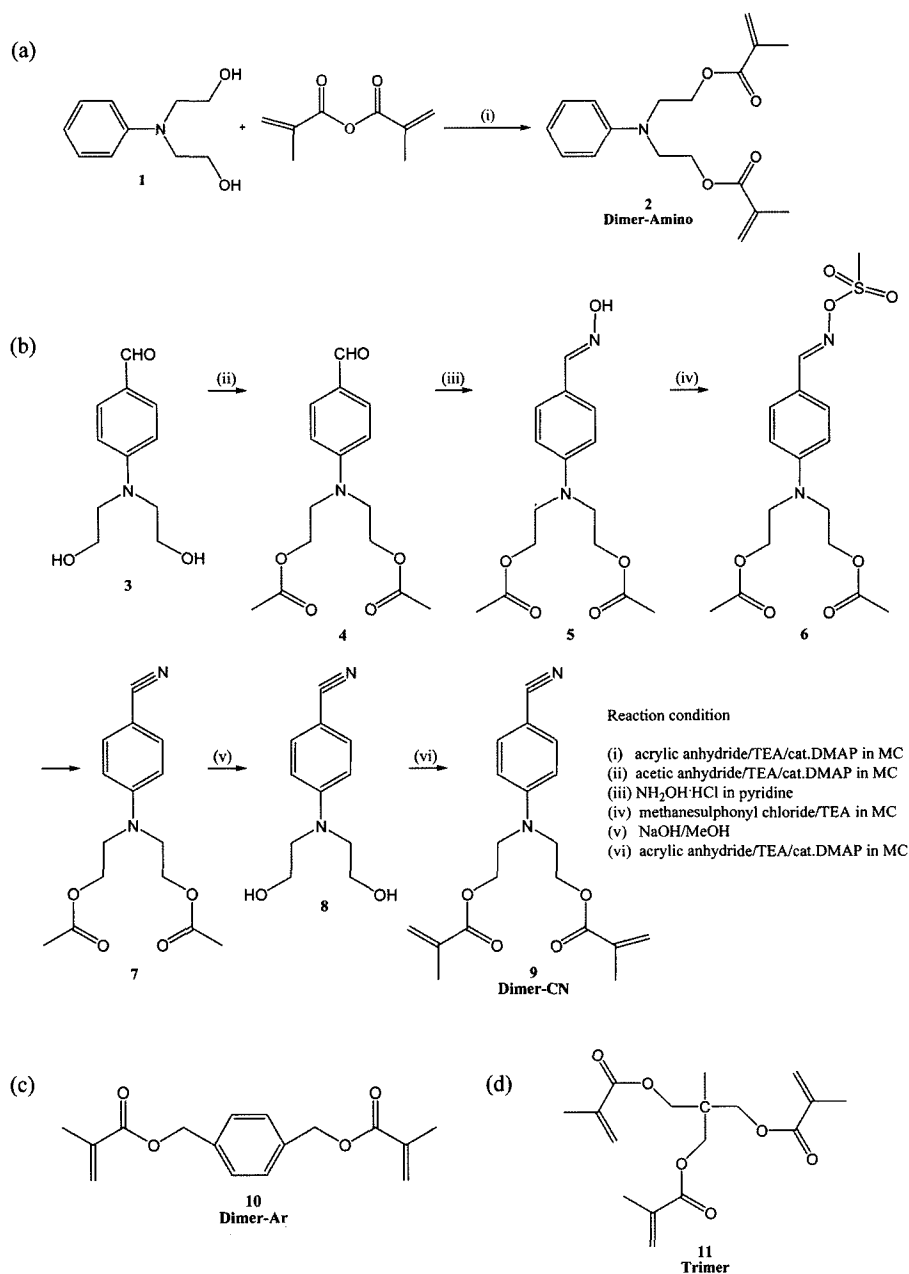 (a)
OH
N
OH
1
+
O
O
O
(i)
O
O
N
O
O
2
Dimer-Amino
(b)
CHO
N
HO
OH
3
(ii)
CHO
N
O
O
O
O
4
(iii)
OH
N
N
O
O
O
O
5
(iv)
O
S
O
O
N
N
O
O
O
O
6
N
N
O
O
O
O
7
(v)
N
N
HO
OH
8
(vi)
N
N
O
O
O
O
9
Dimer-CN
Reaction condition
(i) acrylic anhydride/TEA/cat.DMAP in MC
(ii) acetic anhydride/TEA/cat.DMAP in MC
(iii) NH2OH·HCl in pyridine
(iv) methanesulphonyl chloride/TEA in MC
(v) NaOH/MeOH
(vi) acrylic anhydride/TEA/cat.DMAP in MC
(c)
O
O
O
O
10
Dimer-Ar
(d)
O
O
C
O
O
O
O
11
Trimer